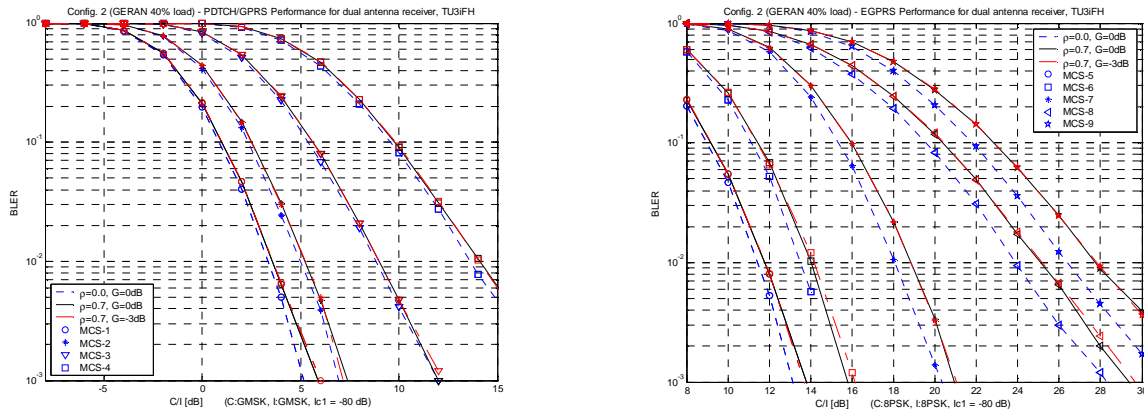 Config. 2 (GERAN 40% load) - PDTCH/GPRS Performance for dual antenna receiver, TU3iFH
10^0
10^-1
10^-2
10^-3
BLER
ρ=0.0, G=0dB
ρ=0.7, G=0dB
ρ=0.7, G=-3dB
MCS-1
MCS-2
MCS-3
MCS-4
-5 0 5 10 15
C/I [dB] (C:GMSK, I:GMSK, Ic1 = -80 dB)
Config. 2 (GERAN 40% load) - EGPRS Performance for dual antenna receiver, TU3iFH
10^0
10^-1
10^-2
10^-3
BLER
ρ=0.0, G=0dB
ρ=0.7, G=0dB
ρ=0.7, G=-3dB
MCS-5
MCS-6
MCS-7
MCS-8
MCS-9
8 10 12 14 16 18 20 22 24 26 28 30
C/I [dB] (C:8PSK, I:8PSK, Ic1 = -80 dB)